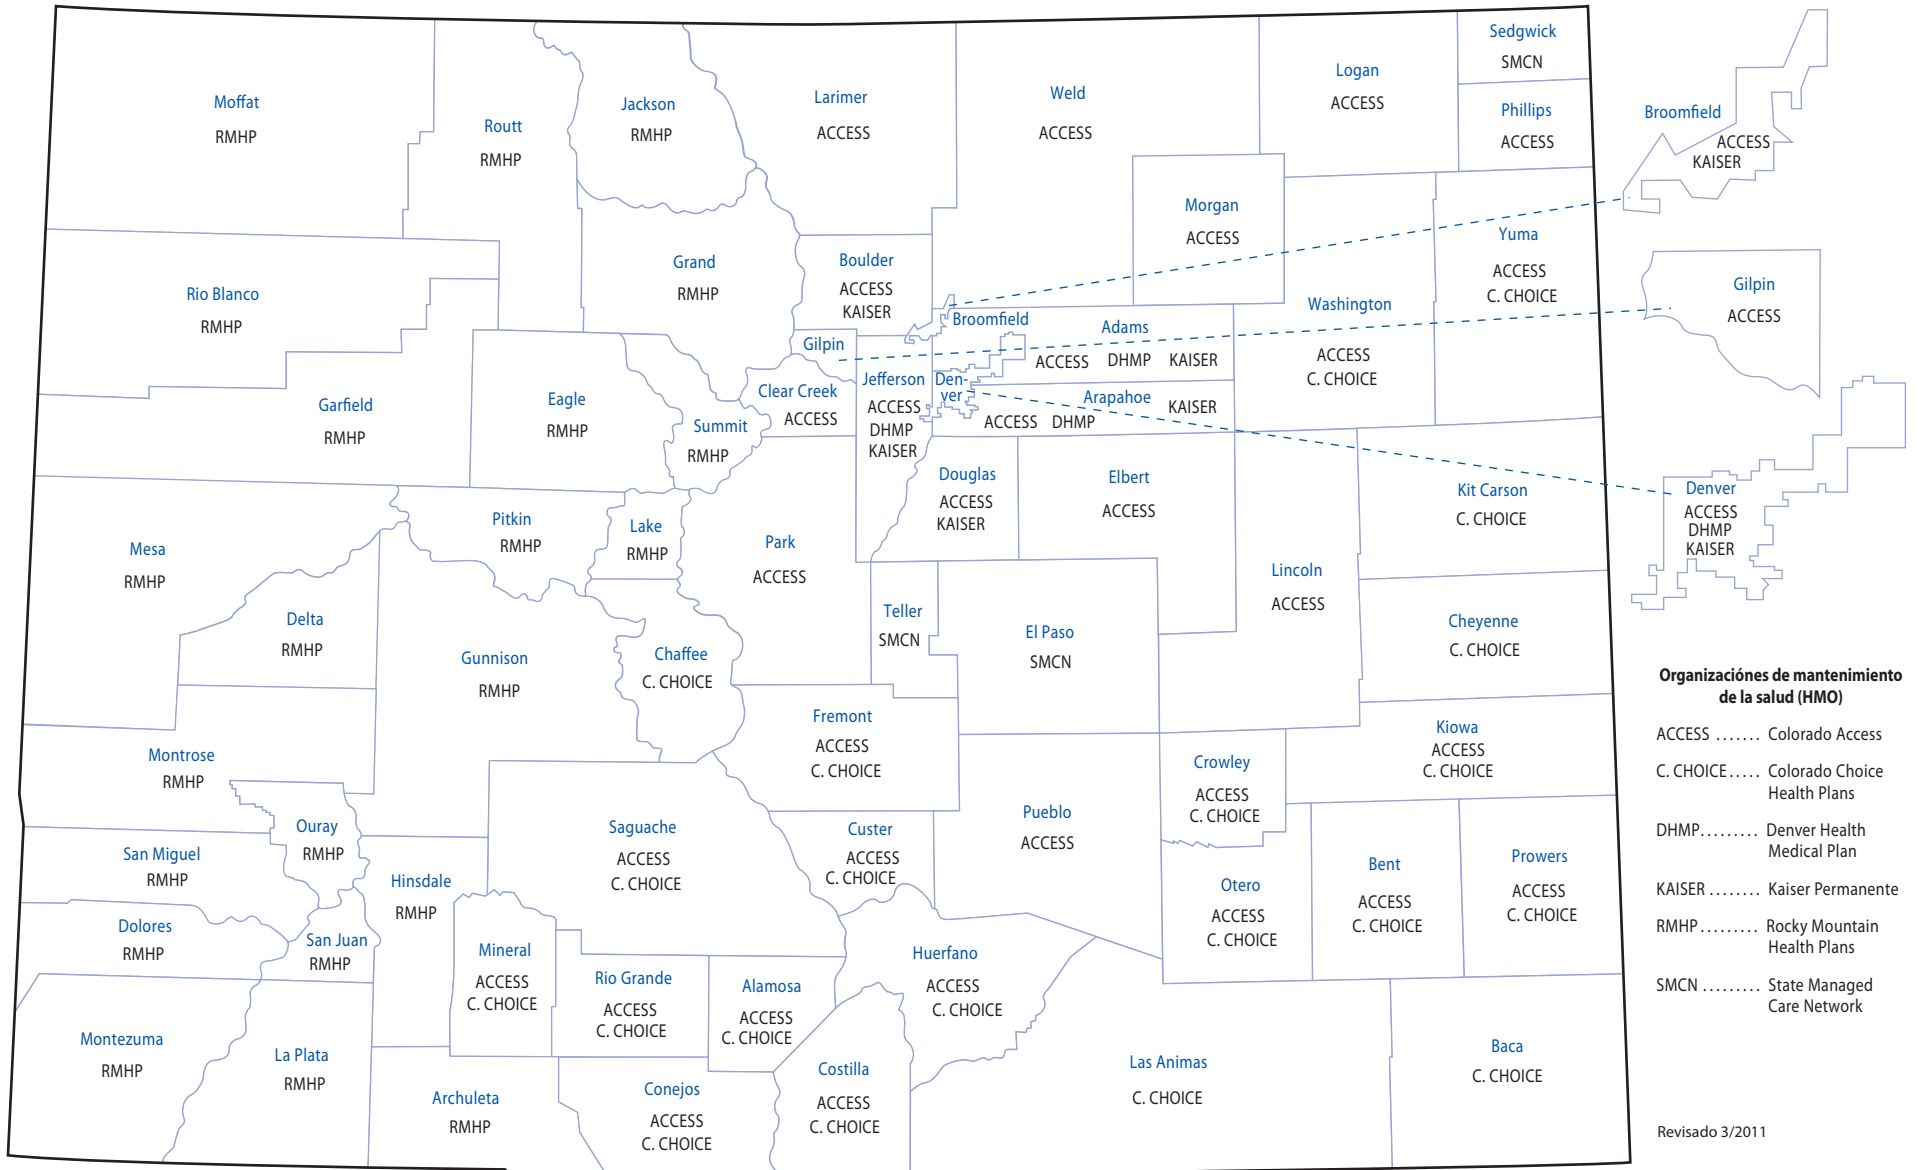 Moffat
RMHP
Routt
RMHP
Jackson
RMHP
Larimer
ACCESS
Weld
ACCESS
Logan
ACCESS
Sedgwick
SMCN
Phillips
ACCESS
Broomfield
ACCESS
KAISER
Morgan
ACCESS
Yuma
ACCESS
C. CHOICE
Rio Blanco
RMHP
Grand
RMHP
Boulder
ACCESS
KAISER
Broomfield
Washington
ACCESS
C. CHOICE
Gilpin
ACCESS
Gilpin
Adams
ACCESS DHMP KAISER
Garfield
RMHP
Eagle
RMHP
Summit
RMHP
Clear Creek
ACCESS
Jefferson
ACCESS
DHMP
KAISER
Den-
ver
Arapahoe
ACCESS DHMP KAISER
Douglas
ACCESS
KAISER
Elbert
ACCESS
Kit Carson
C. CHOICE
Denver
ACCESS
DHMP
KAISER
Mesa
RMHP
Pitkin
RMHP
Lake
RMHP
Park
ACCESS
Lincoln
ACCESS
Delta
RMHP
Gunnison
RMHP
Chaffee
C. CHOICE
Teller
SMCN
El Paso
SMCN
Cheyenne
C. CHOICE
Montrose
RMHP
Fremont
ACCESS
C. CHOICE
Crowley
ACCESS
C. CHOICE
Kiowa
ACCESS
C. CHOICE
Ouray
RMHP
Saguache
ACCESS
C. CHOICE
Custer
ACCESS
C. CHOICE
Pueblo
ACCESS
San Miguel
RMHP
Hinsdale
RMHP
Otero
ACCESS
C. CHOICE
Bent
ACCESS
C. CHOICE
Prowers
ACCESS
C. CHOICE
Dolores
RMHP
San Juan
RMHP
Mineral
ACCESS
C. CHOICE
Rio Grande
ACCESS
C. CHOICE
Alamosa
ACCESS
C. CHOICE
Huerfano
ACCESS
C. CHOICE
Montezuma
RMHP
La Plata
RMHP
Archuleta
RMHP
Conejos
ACCESS
C. CHOICE
Costilla
ACCESS
C. CHOICE
Las Animas
C. CHOICE
Baca
C. CHOICE
Organizaciónes de mantenimiento
de la salud (HMO)
ACCESS ....... Colorado Access
C. CHOICE..... Colorado Choice
Health Plans
DHMP......... Denver Health
Medical Plan
KAISER ........ Kaiser Permanente
RMHP......... Rocky Mountain
Health Plans
SMCN ......... State Managed
Care Network
Revisado 3/2011